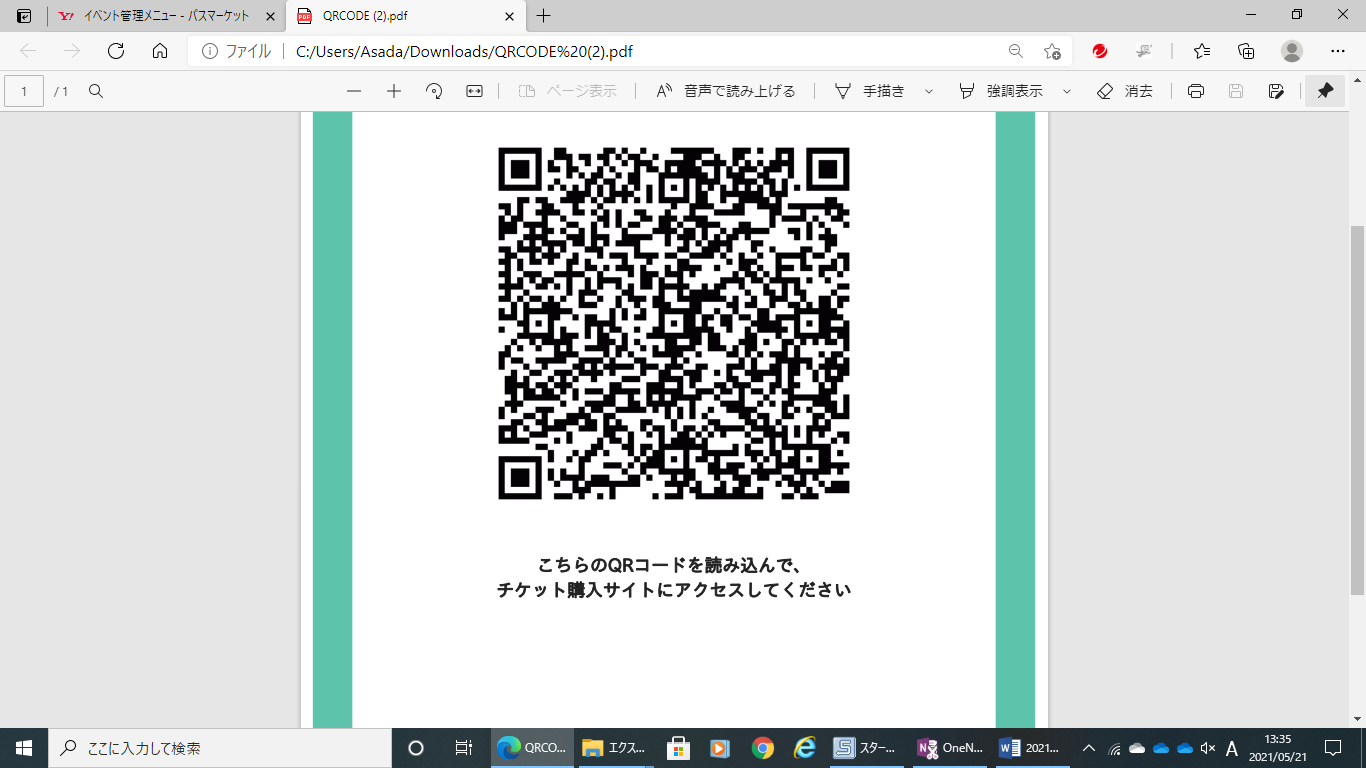 イベント管理メニュー - パスマーケット
QRCODE (2).pdf
ファイル
C:/Users/Asada/Downloads/QRCODE%20(2).pdf
1 / 1
ページ表示
音声で読み上げる
手描き
強調表示
消去
こちらのQRコードを読み込んで、
チケット購入サイトにアクセスしてください
ここに入力して検索
QRCO...
エクス...
スター...
OneN...
2021...
A
13:35
2021/05/21